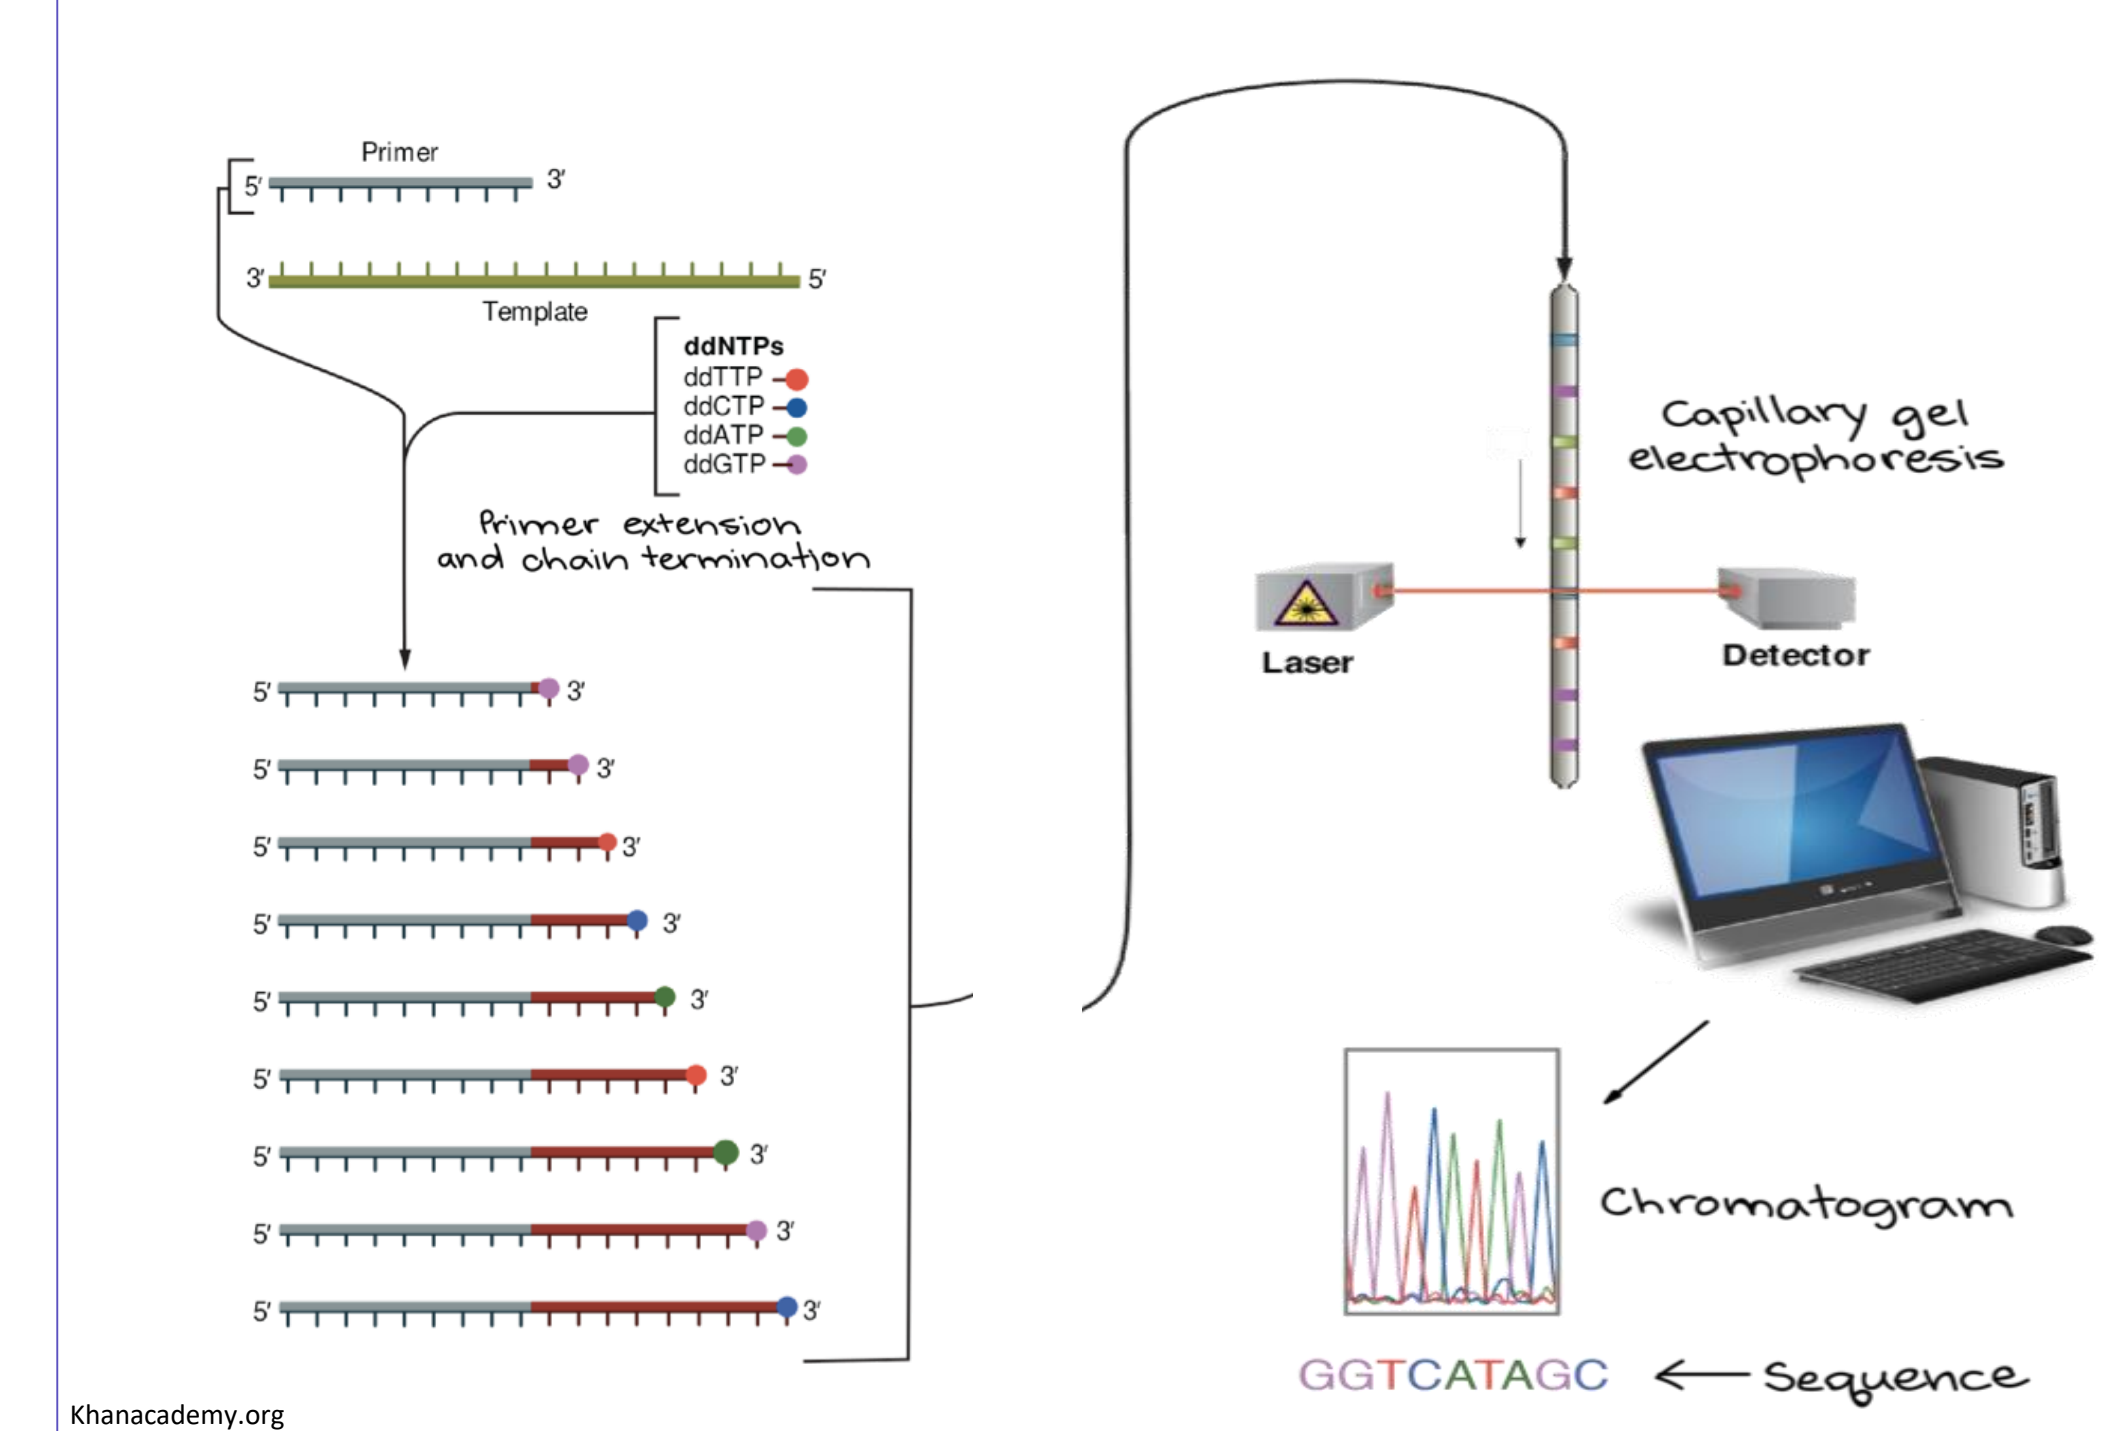 Primer
5′ 3′
3′ 5′
Template
ddNTPs
ddTTP
ddCTP
ddATP
ddGTP
Primer extension
and chain termination
5′ 3′
5′ 3′
5′ 3′
5′ 3′
5′ 3′
5′ 3′
5′ 3′
5′ 3′
5′ 3′
Khanacademy.org
Capillary gel
electrophoresis
Laser
Detector
Chromatogram
GGTCATAGC
Sequence